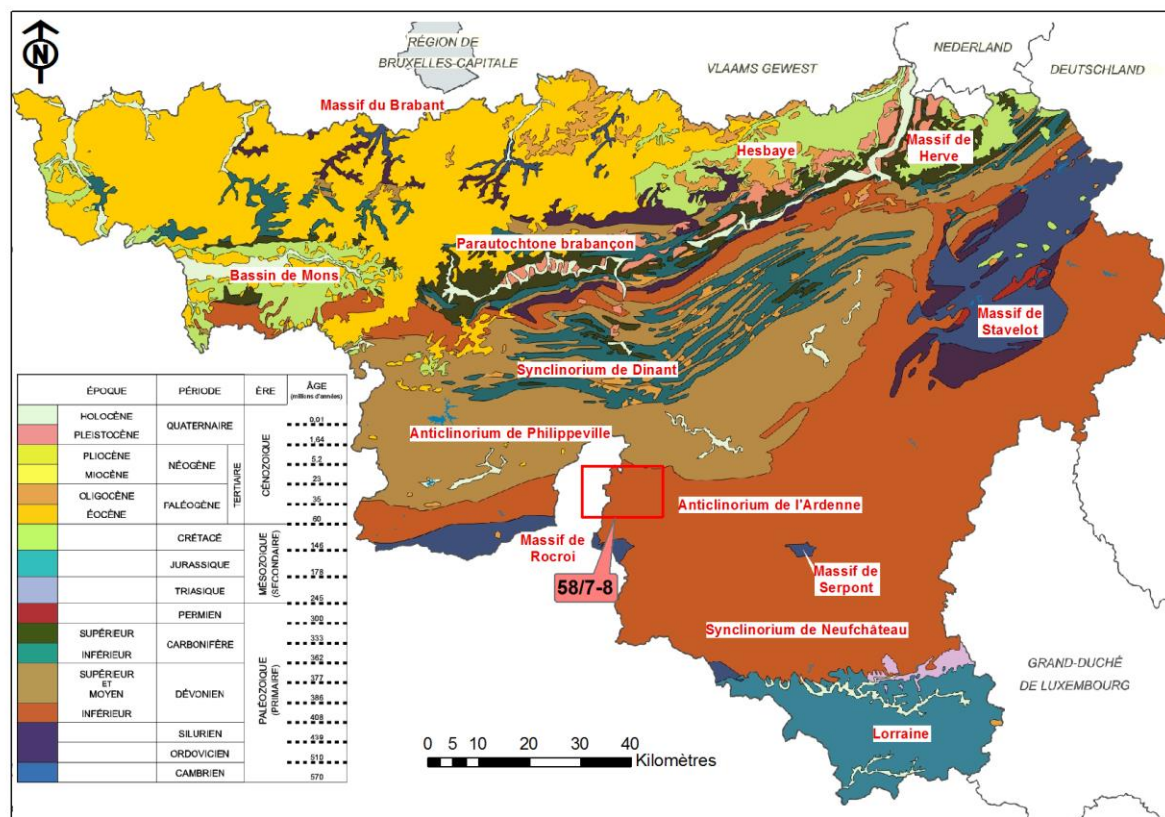 N
RÉGION DE
BRUXELLES-CAPITALE
VLAAMS GEWEST
NEDERLAND
DEUTSCHLAND
Massif du Brabant
Hesbaye
Massif de
Herve
Parautochtone brabançon
Bassin de Mons
Massif de
Stavelot
Synclinorium de Dinant
Anticlinorium de Philippeville
Anticlinorium de l'Ardenne
Massif de
Rocroi
58/7-8
Massif de
Serpont
Synclinorium de Neufchâteau
GRAND-DUCHÉ
DE LUXEMBOURG
Lorraine
0 5 10 20 30 40
Kilomètres
ÉPOQUE PÉRIODE ÈRE ÂGE
(millions d'années)
HOLOCÈNE
QUATERNAIRE
0,01
PLEISTOCÈNE
1,64
PLIOCÈNE
NÉOGÈNE
5,2
MIOCÈNE
25
OLIGOCÈNE
PALÉOGÈNE
35
ÉOCÈNE
60
TERTIAIRE
CÉNOZOÏQUE
CRÉTACÉ
146
JURASSIQUE
178
TRIASIQUE
245
MÉSOZOÏQUE
(SECONDAIRE)
PERMIEN
300
SUPÉRIEUR
CARBONIFÈRE
333
INFÉRIEUR
362
SUPÉRIEUR
ET
MOYEN
DÉVONIEN
377
386
INFÉRIEUR
408
SILURIEN
439
ORDOVICIEN
510
CAMBRIEN
570
PALÉOZOÏQUE
(PRIMAIRE)